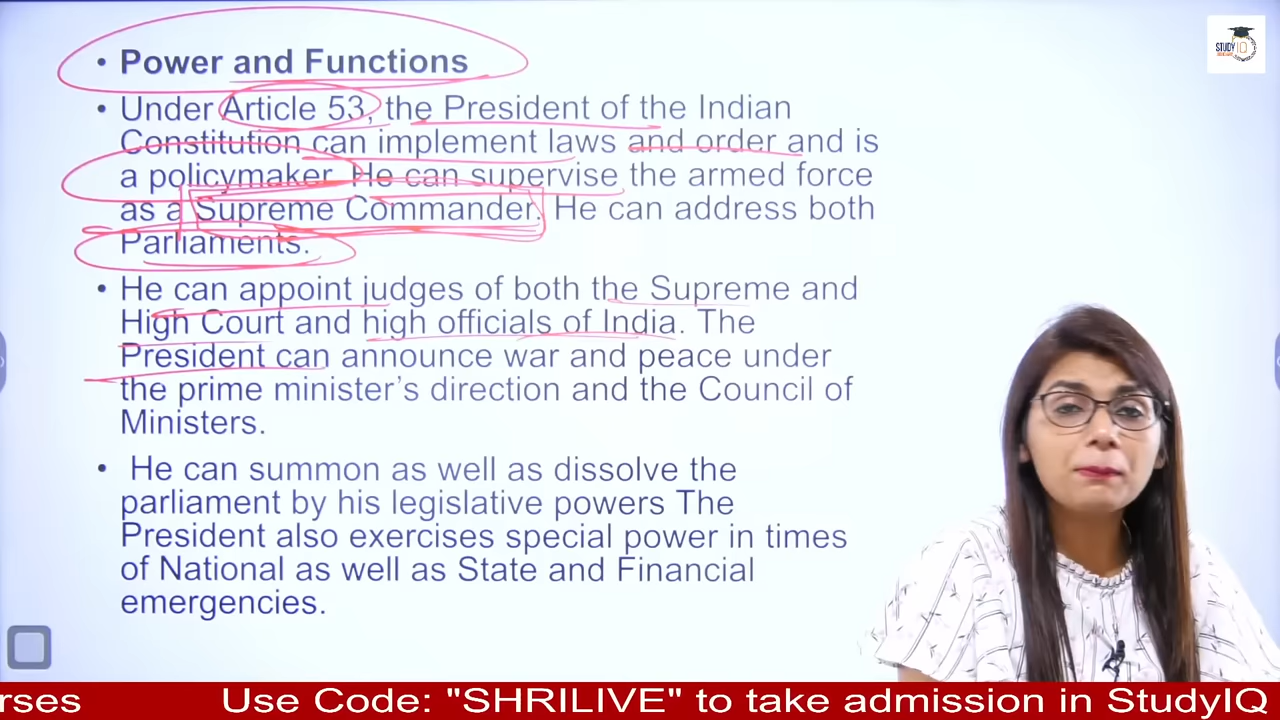 • Power and Functions
• Under Article 53, the President of the Indian
Constitution can implement laws and order and is
a policymaker. He can supervise the armed force
as a Supreme Commander. He can address both
Parliaments.
• He can appoint judges of both the Supreme and
High Court and high officials of India. The
President can announce war and peace under
the prime minister’s direction and the Council of
Ministers.
• He can summon as well as dissolve the
parliament by his legislative powers The
President also exercises special power in times
of National as well as State and Financial
emergencies.
STUDY IQ
rses Use Code: "SHRILIVE" to take admission in StudyIQ